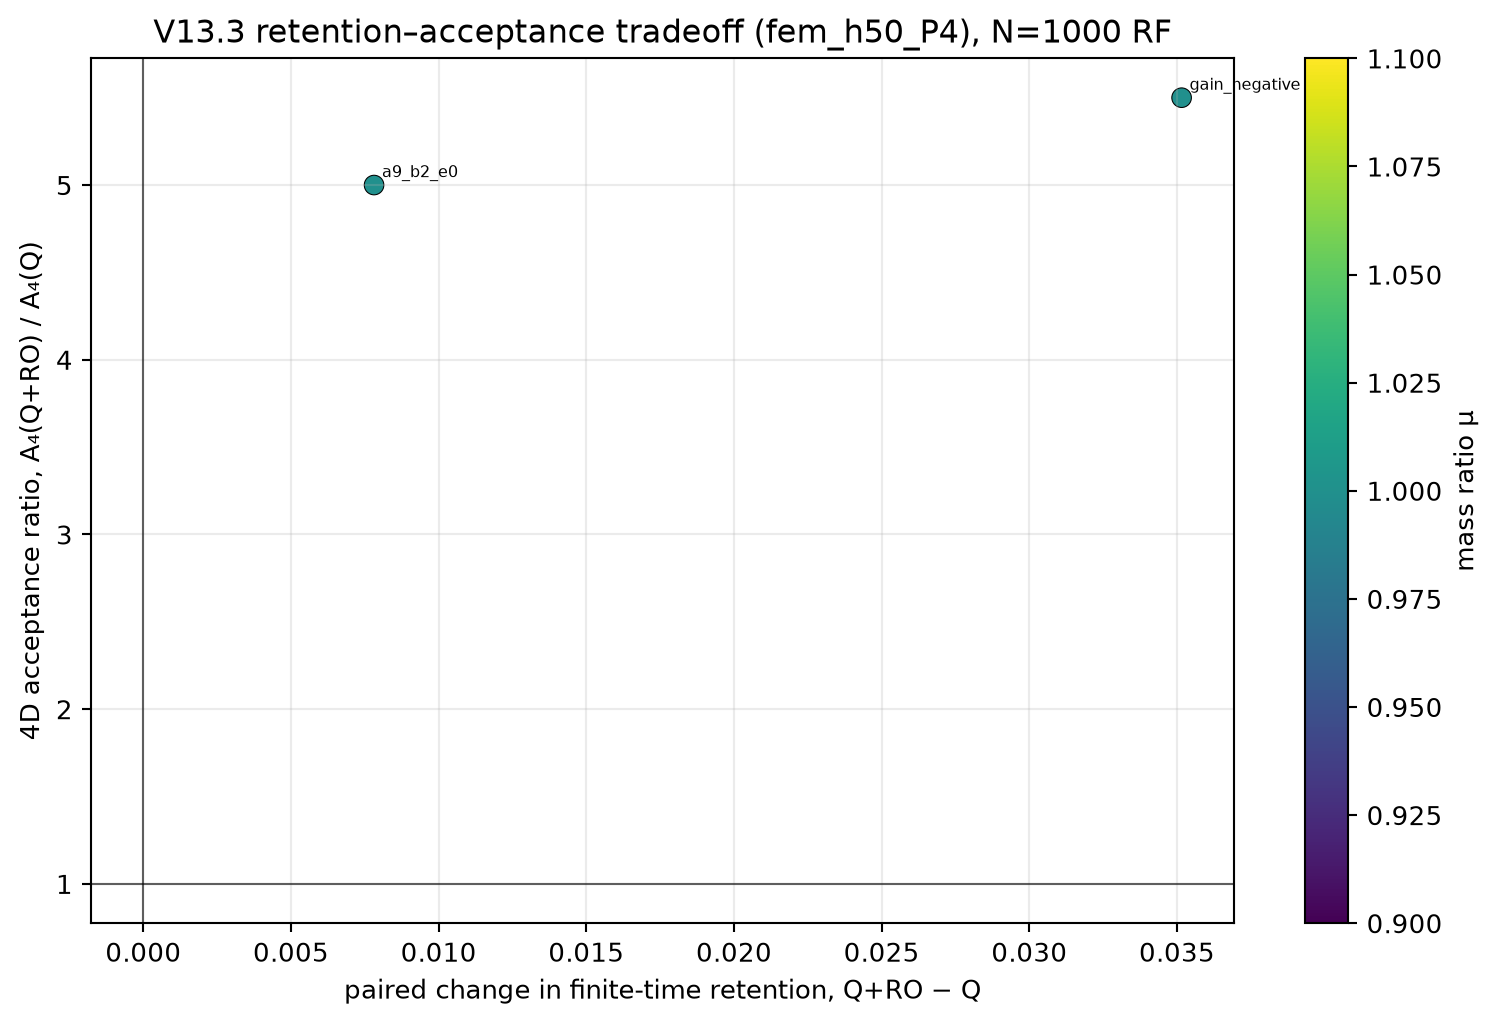 V13.3 retention–acceptance tradeoff (fem_h50_P4), N=1000 RF
4D acceptance ratio, A₄(Q+RO) / A₄(Q)
5
4
3
2
1
gain_negative
a9_b2_e0
0.000 0.005 0.010 0.015 0.020 0.025 0.030 0.035
paired change in finite-time retention, Q+RO − Q
1.100
1.075
1.050
1.025
1.000
0.975
0.950
0.925
0.900
mass ratio μ